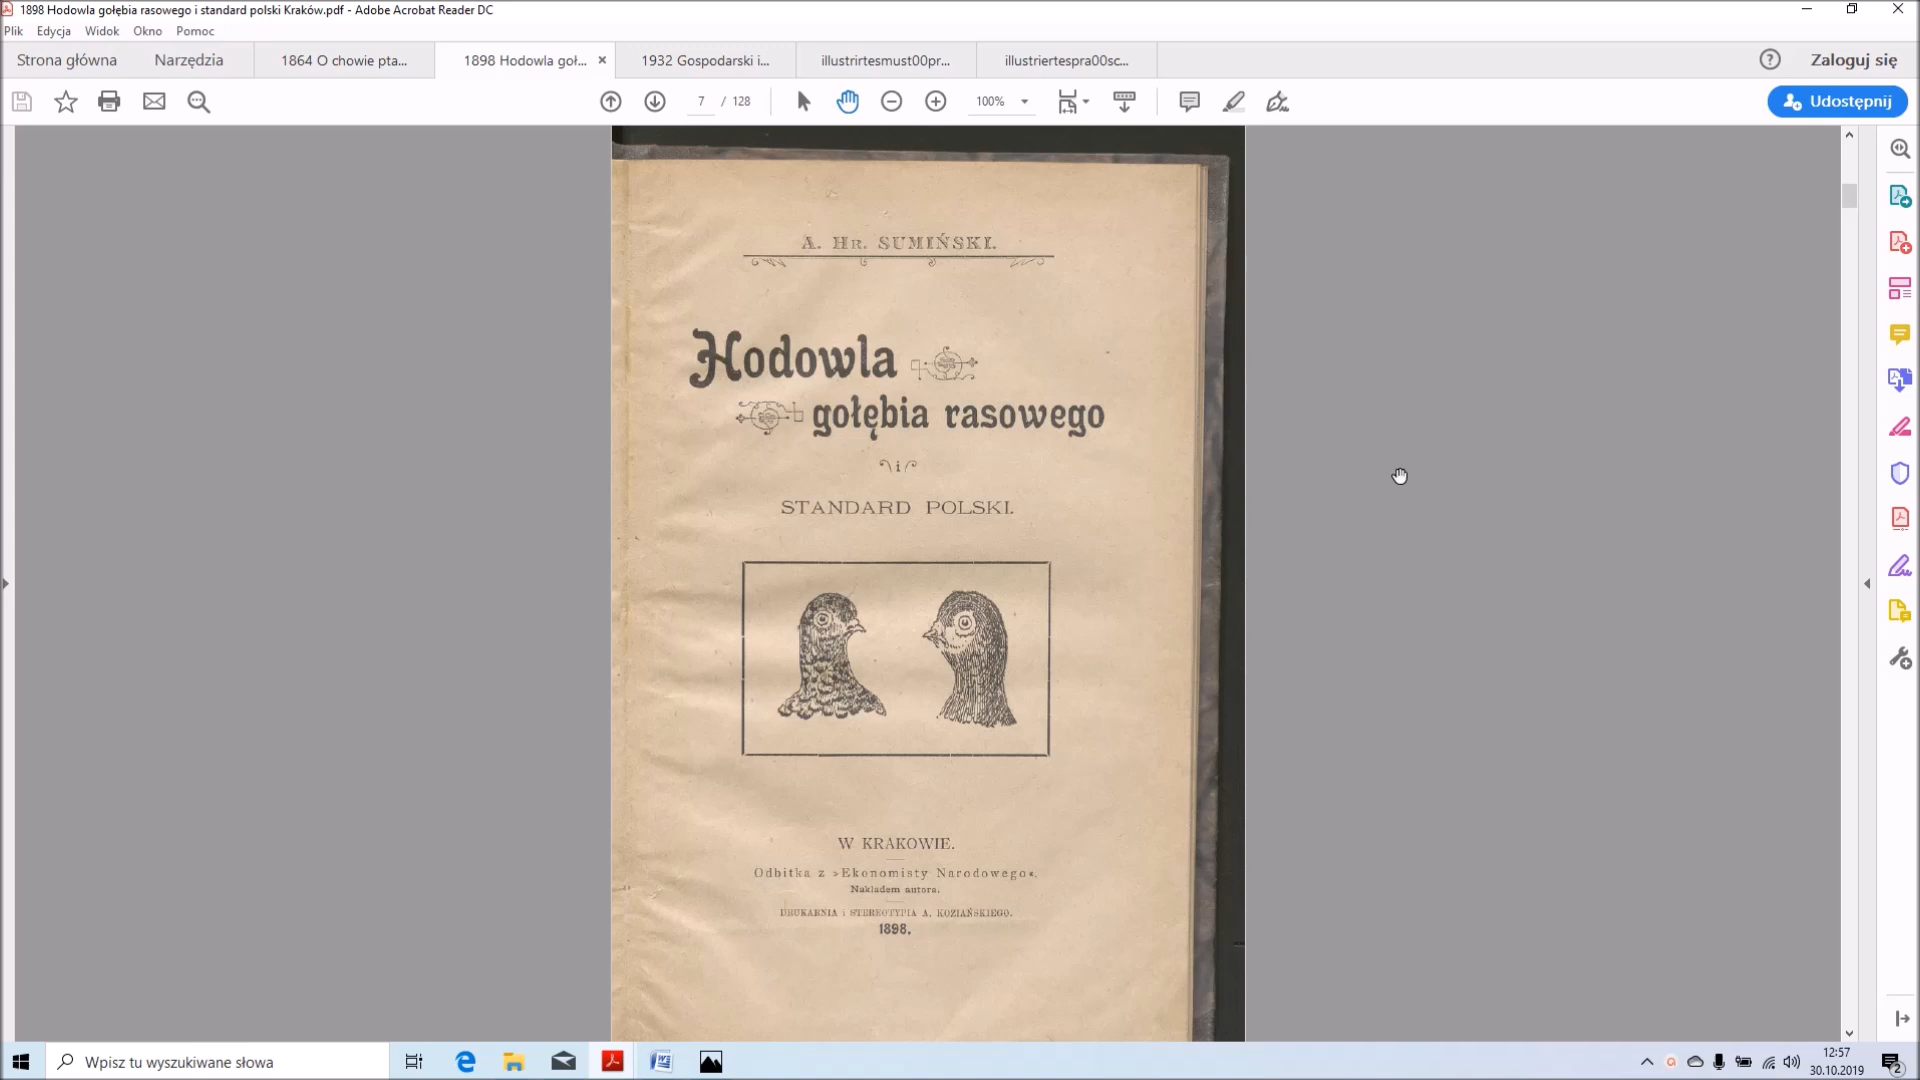 1898 Hodowla gołębia rasowego i standard polski Kraków.pdf - Adobe Acrobat Reader DC
Plik Edycja Widok Okno Pomoc
Strona główna Narzędzia 1864 O chowie pta... 1898 Hodowla goł... 1932 Gospodarski i... illustrirtesmust00pr... illustriertespra00sc... Zaloguj się
7 / 128 100% Udostępnij
A. HR. SUMIŃSKI.
Hodowla
gołębia rasowego
i
STANDARD POLSKI.
W KRAKOWIE.
Odbitka z »Ekonomisty Narodowego«.
Nakładem autora.
DRUKARNIA i STEREOTYPIA A. KOZIAŃSKIEGO.
1898.
Wpisz tu wyszukiwane słowa
12:57
30.10.2019
2